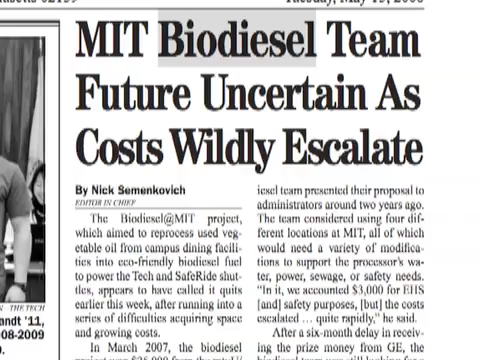 Tuesday, May 13, 2008
MIT Biodiesel Team
Future Uncertain As
Costs Wildly Escalate
By Nick Semenkovich
EDITOR IN CHIEF
The Biodiesel@MIT project,
which aimed to reprocess used veg-
etable oil from campus dining facili-
ties into eco-friendly biodiesel fuel
to power the Tech and SafeRide shut-
tles, appears to have called it quits
earlier this week, after running into a
series of difficulties acquiring space
and growing costs.
In March 2007, the biodiesel
iesel team presented their proposal to
administrators around two years ago.
The team considered using four dif-
ferent locations at MIT, all of which
would need a variety of modifica-
tions to support the processor's wa-
ter, power, sewage, or safety needs.
"In it, we accounted $3,000 for EHS
[and] safety purposes, [but] the costs
escalated ... quite rapidly," he said.
After a six-month delay in receiv-
ing the prize money from GE, the
THE TECH
andt '11,
08-2009